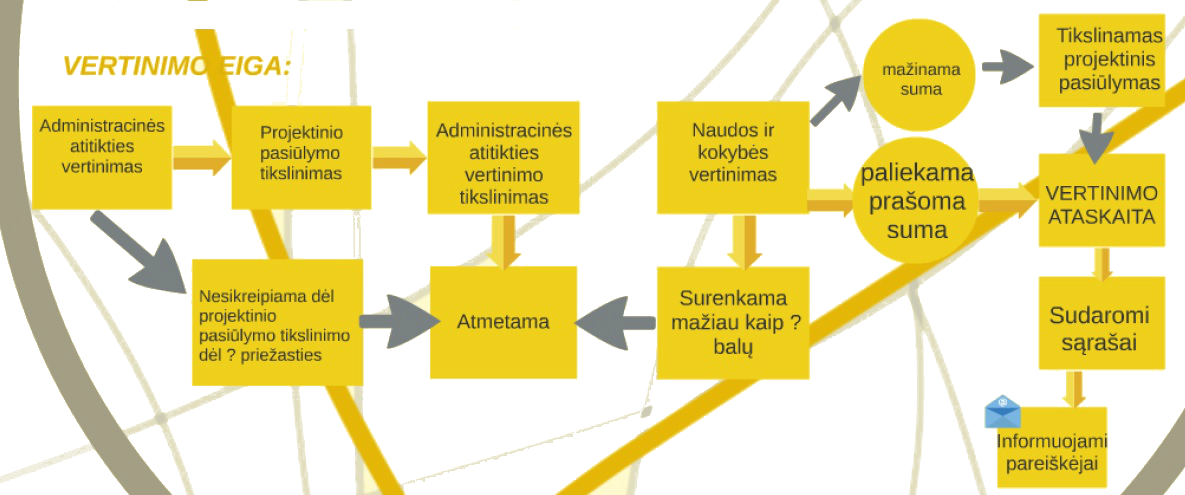 VERTINIMO EIGA:
Administracinės
atitikties
vertinimas
Projektinio
pasiūlymo
tikslinimas
Administracinės
atitikties
vertinimo
tikslinimas
Nesikreipiama dėl
projektinio
pasiūlymo tikslinimo
dėl ? priežasties
Atmetama
Naudos ir
kokybės
vertinimas
Surenkama
mažiau kaip ?
balų
mažinama
suma
paliekama
prašoma
suma
Tikslinamas
projektinis
pasiūlymas
VERTINIMO
ATASKAITA
Sudaromi
sąrašai
Informuojami
pareiškėjai